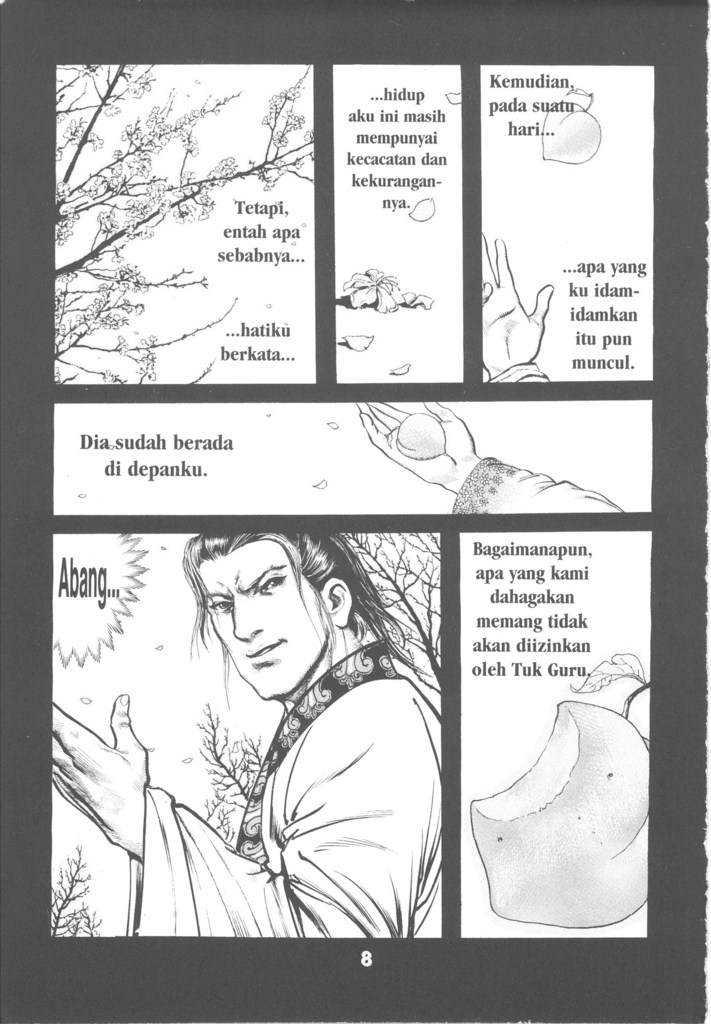 Tetapi,
entah apa
sebabnya...
...hatiku
berkata...
...hidup
aku ini masih
mempunyai
kecacatan dan
kekurangan-
nya.
Kemudian,
pada suatu
hari...
...apa yang
ku idam-
idamkan
itu pun
muncul.
Dia sudah berada
di depanku.
Abang...
Bagaimanapun,
apa yang kami
dahagakan
memang tidak
akan diizinkan
oleh Tuk Guru.
8